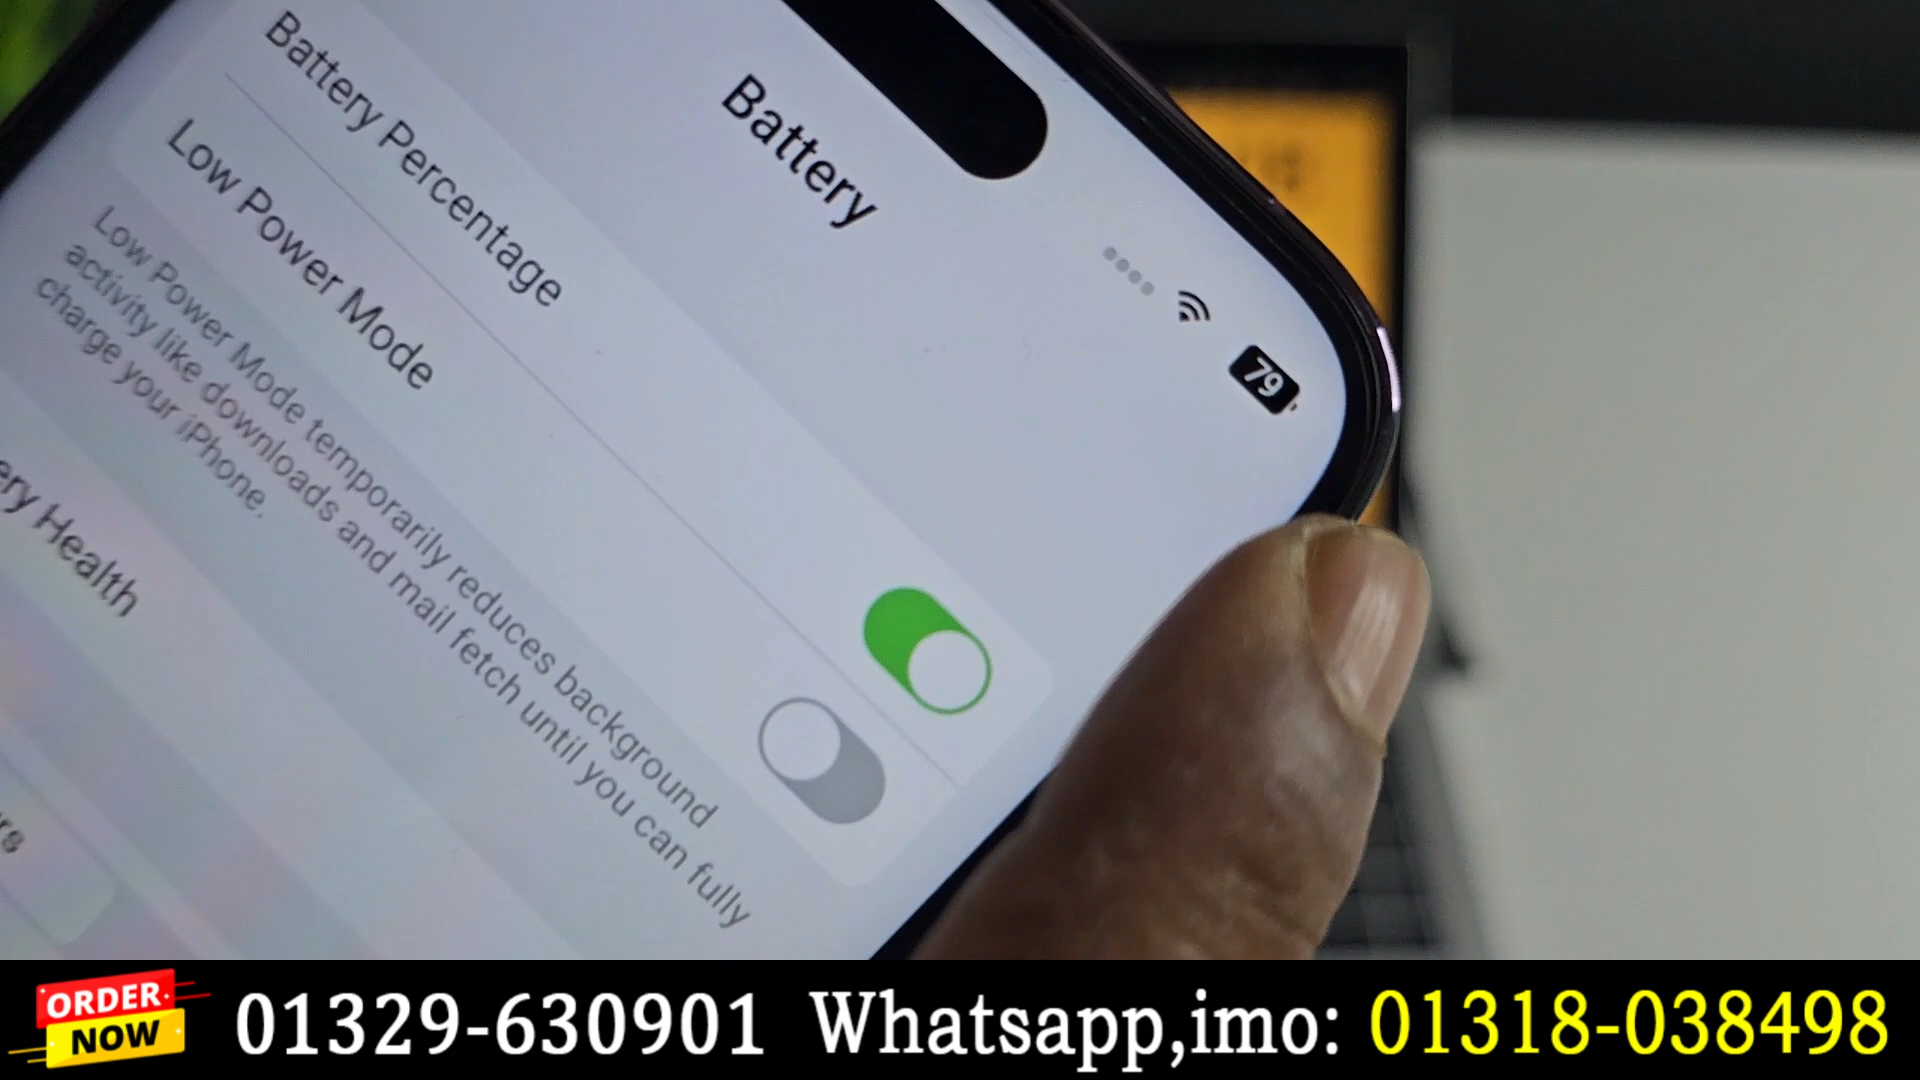 Battery
79
Battery Percentage
Low Power Mode
Low Power Mode temporarily reduces background
activity like downloads and mail fetch until you can fully
charge your iPhone.
ery Health
rs
ORDER
NOW
01329-630901 Whatsapp,imo: 01318-038498